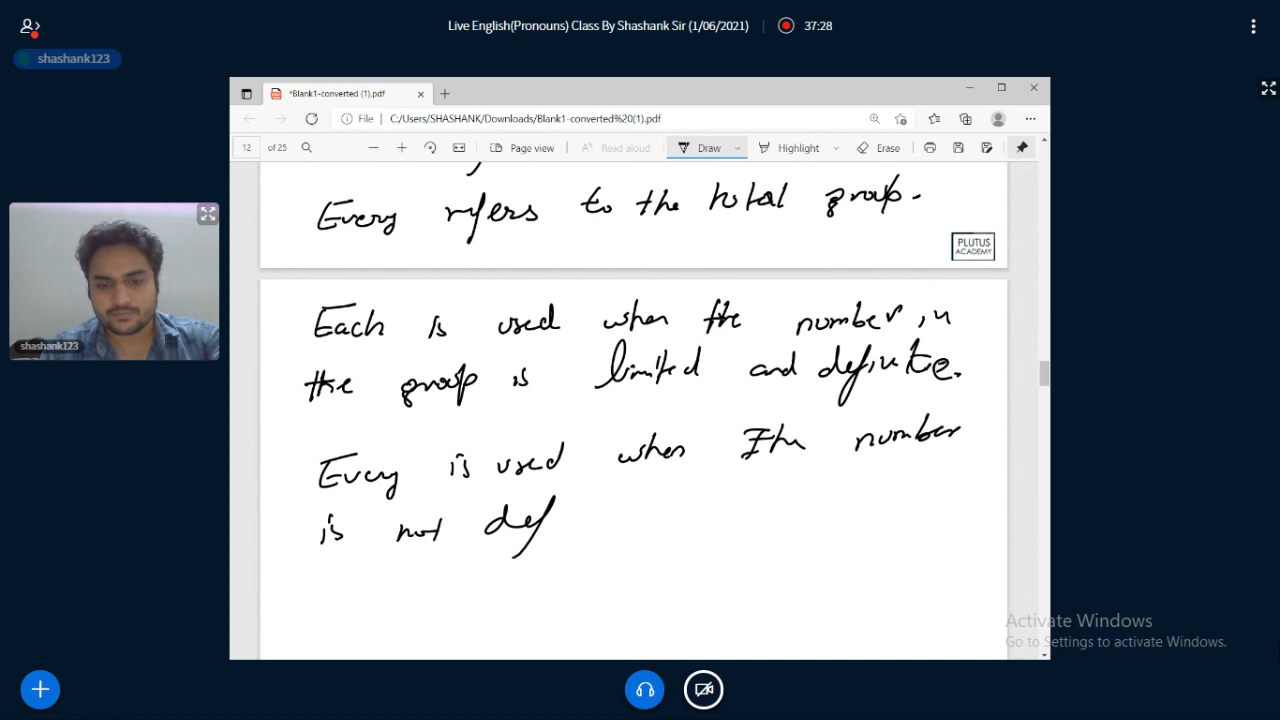 Live English(Pronouns) Class By Shashank Sir (1/06/2021)
37:28
shashank123
*Blank1-converted (1).pdf
File
C:/Users/SHASHANK/Downloads/Blank1-converted%20(1).pdf
12 of 25
Page view
Read aloud
Draw
Highlight
Erase
Every refers to the total group.
PLUTUS
ACADEMY
Each is used when the number in
the group is limited and definite.
Every is used when the number
is not def
shashank123
Activate Windows
Go to Settings to activate Windows.